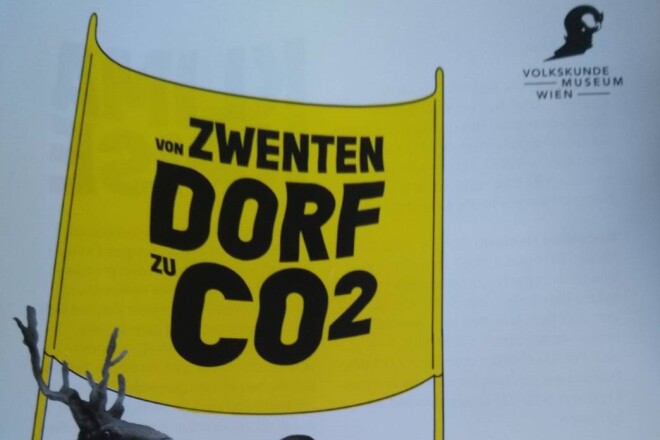 VON ZWENTEN
DORF
ZU CO2
VOLKSKUNDE
MUSEUM
WIEN